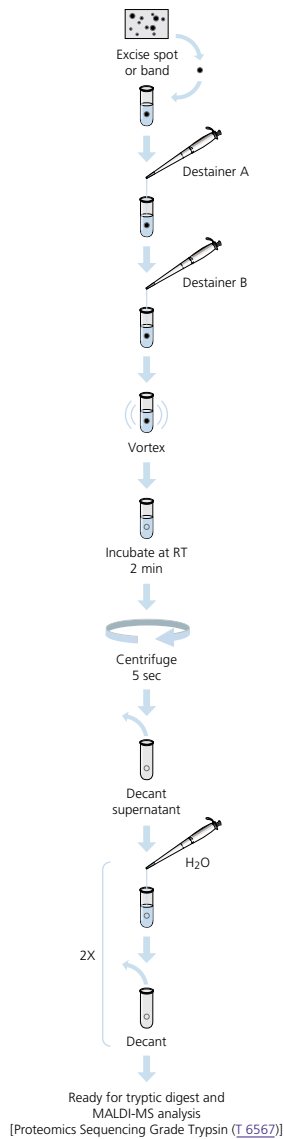 Excise spot
or band
Destainer A
Destainer B
Vortex
Incubate at RT
2 min
Centrifuge
5 sec
Decant
supernatant
H2O
2X
Decant
Ready for tryptic digest and
MALDI-MS analysis
[Proteomics Sequencing Grade Trypsin (T 6567)]